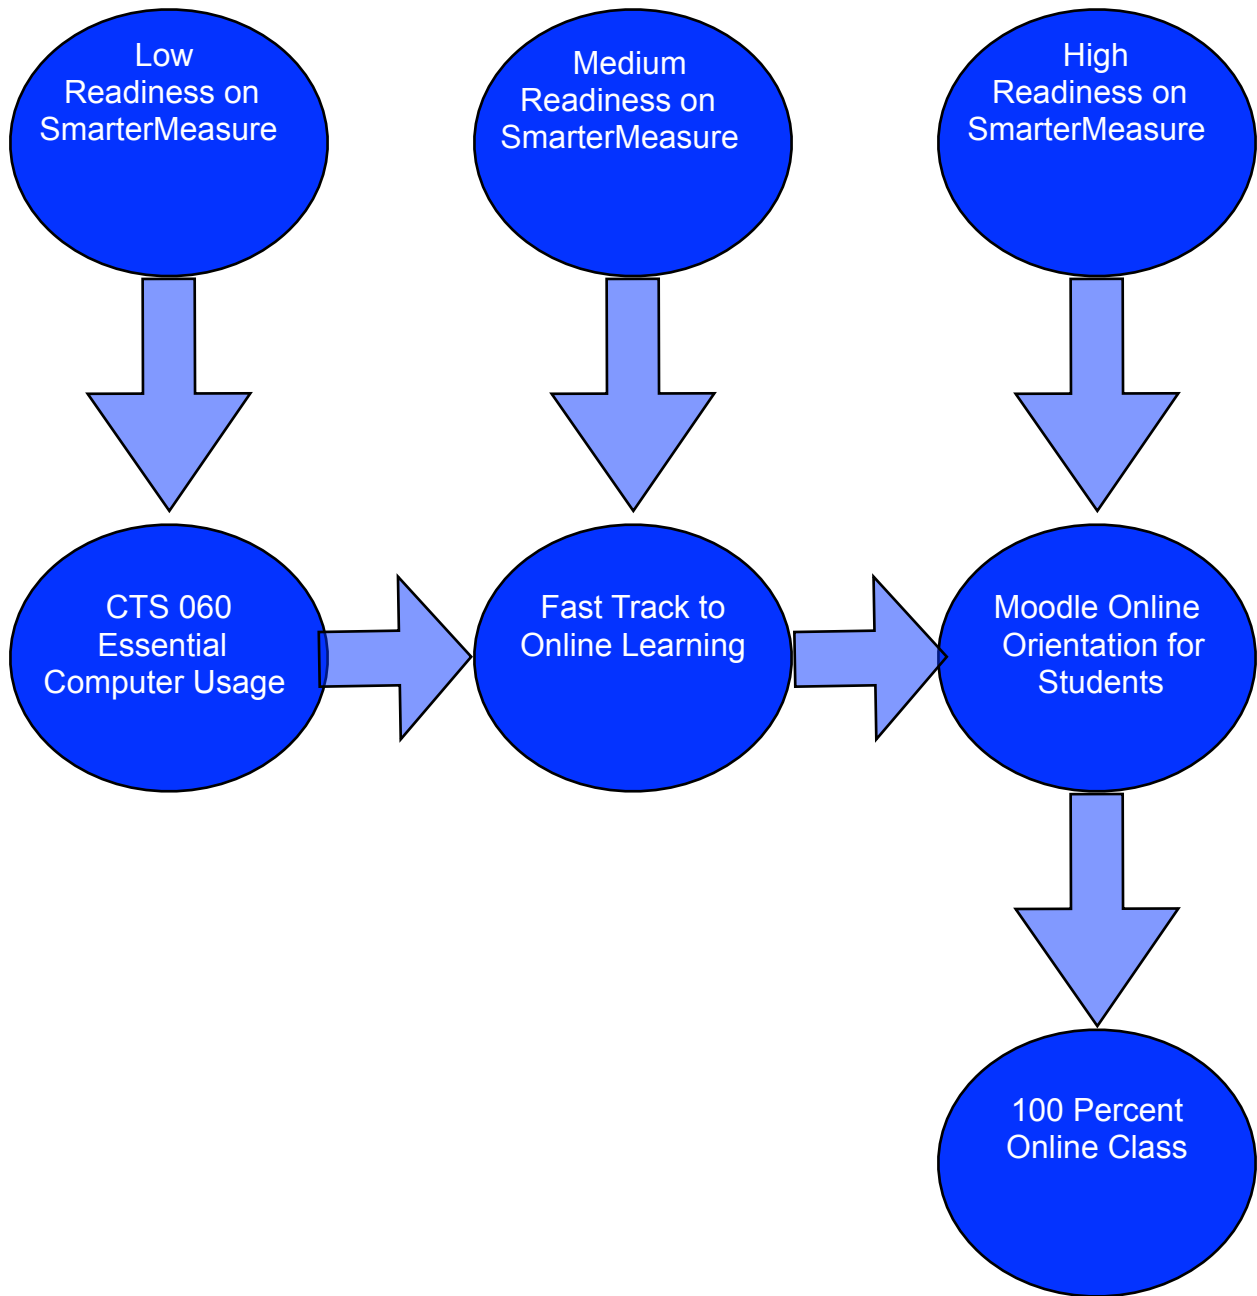 Low
Readiness on
SmarterMeasure
Medium
Readiness on
SmarterMeasure
High
Readiness on
SmarterMeasure
CTS 060
Essential
Computer Usage
Fast Track to
Online Learning
Moodle Online
Orientation for
Students
100 Percent
Online Class